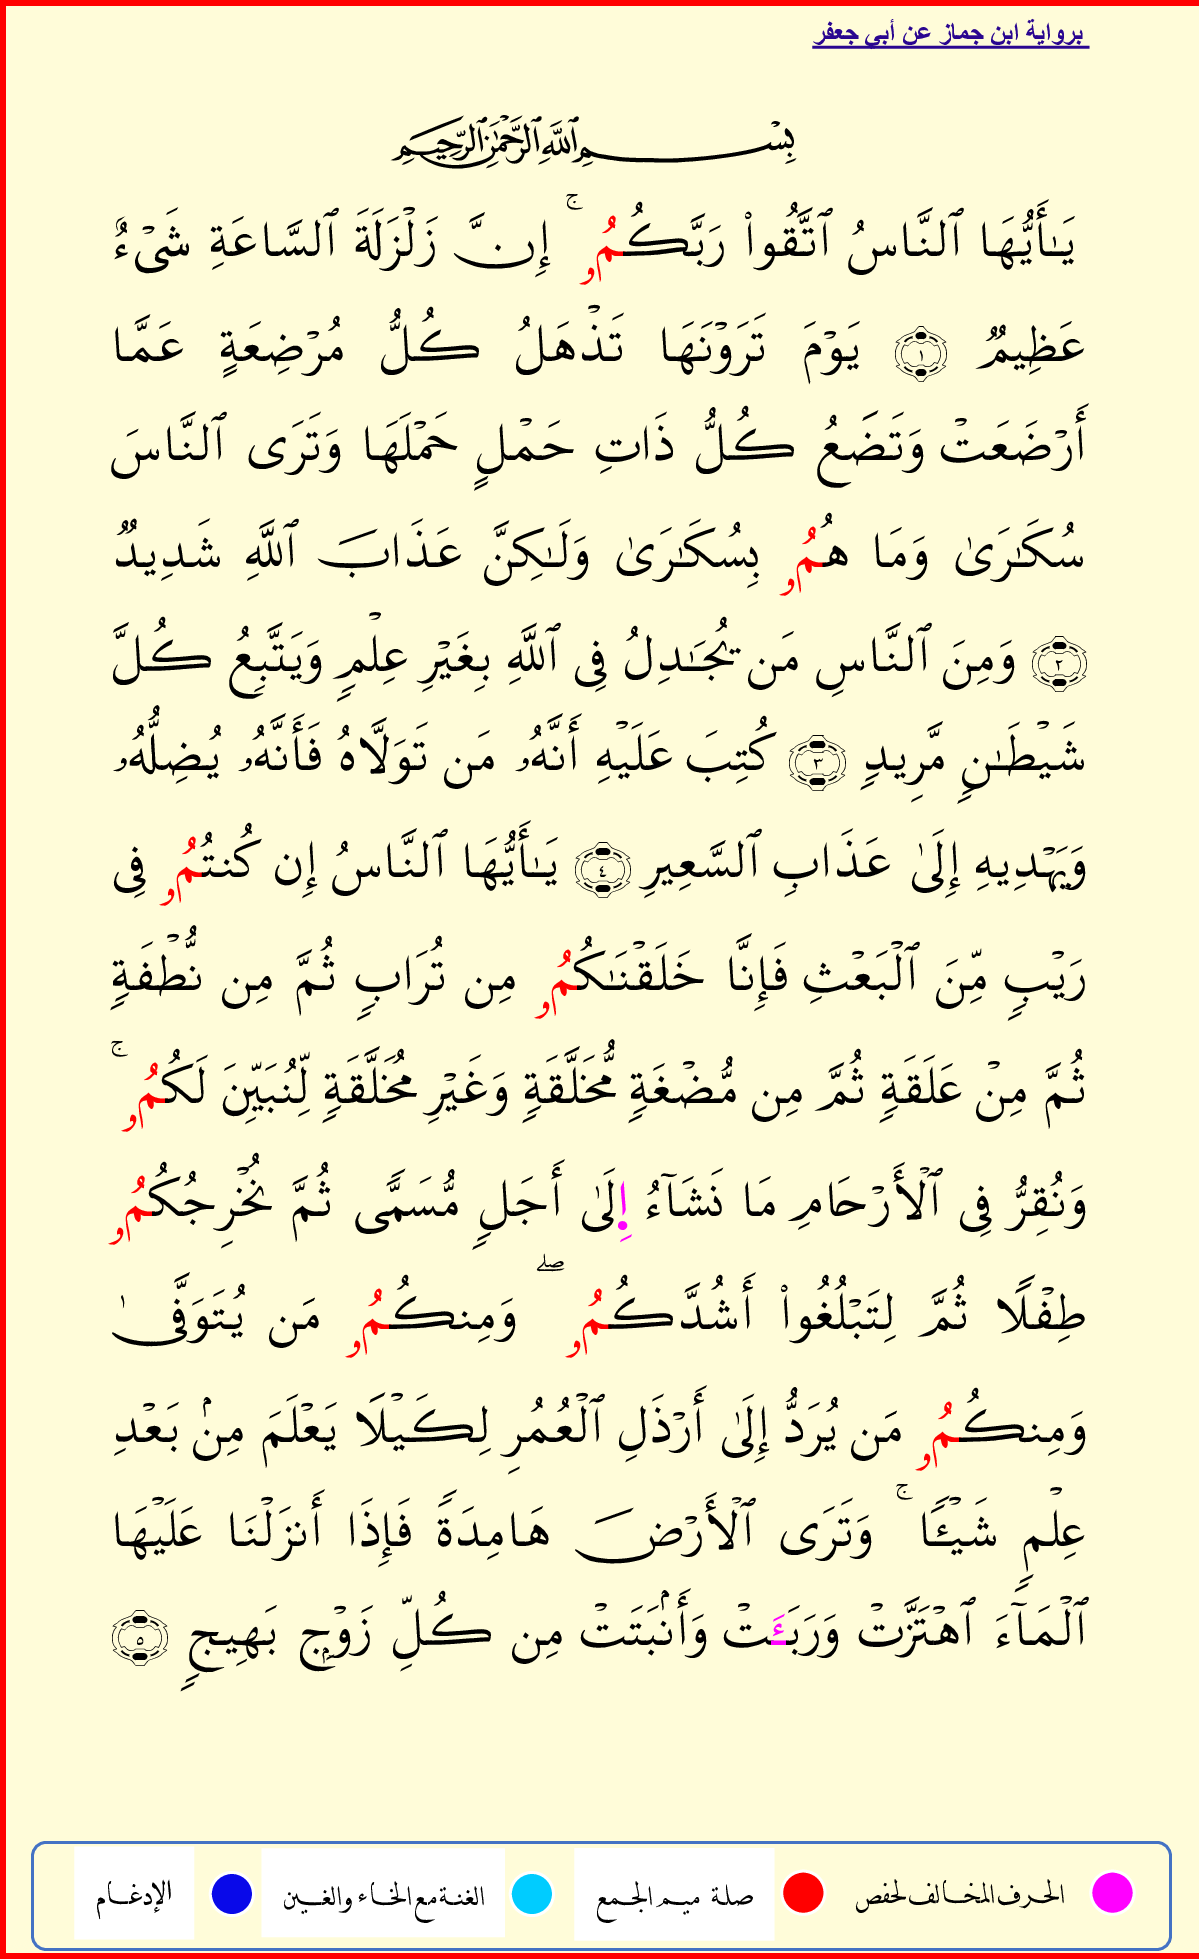 برواية ابن جماز عن أبي جعفر
بِسْمِ ٱللَّهِ ٱلرَّحْمَٰنِ ٱلرَّحِيمِ
يَـٰٓأَيُّهَا ٱلنَّاسُ ٱتَّقُوا۟ رَبَّكُمُۥ ۚ إِنَّ زَلْزَلَةَ ٱلسَّاعَةِ شَىْءٌ
عَظِيمٌ ١ يَوْمَ تَرَوْنَهَا تَذْهَلُ كُلُّ مُرْضِعَةٍ عَمَّا
أَرْضَعَتْ وَتَضَعُ كُلُّ ذَاتِ حَمْلٍ حَمْلَهَا وَتَرَى ٱلنَّاسَ
سُكَـٰرَىٰ وَمَا هُمُۥ بِسُكَـٰرَىٰ وَلَـٰكِنَّ عَذَابَ ٱللَّهِ شَدِيدٌ
٢ وَمِنَ ٱلنَّاسِ مَن يُجَـٰدِلُ فِى ٱللَّهِ بِغَيْرِ عِلْمٍ وَيَتَّبِعُ كُلَّ
شَيْطَـٰنٍ مَّرِيدٍ ٣ كُتِبَ عَلَيْهِ أَنَّهُۥ مَن تَوَلَّاهُ فَأَنَّهُۥ يُضِلُّهُۥ
وَيَهْدِيهِ إِلَىٰ عَذَابِ ٱلسَّعِيرِ ٤ يَـٰٓأَيُّهَا ٱلنَّاسُ إِن كُنتُمُۥ فِى
رَيْبٍ مِّنَ ٱلْبَعْثِ فَإِنَّا خَلَقْنَـٰكُمُۥ مِن تُرَابٍ ثُمَّ مِن نُّطْفَةٍ
ثُمَّ مِنْ عَلَقَةٍ ثُمَّ مِن مُّضْغَةٍ مُّخَلَّقَةٍ وَغَيْرِ مُخَلَّقَةٍ لِّنُبَيِّنَ لَكُمُۥ ۚ
وَنُقِرُّ فِى ٱلْأَرْحَامِ مَا نَشَآءُ اِ۬لَىٰ أَجَلٍ مُّسَمًّى ثُمَّ نُخْرِجُكُمُۥ
طِفْلًا ثُمَّ لِتَبْلُغُوا۟ أَشُدَّكُمُۥ ۖ وَمِنكُمُۥ مَن يُتَوَفَّىٰ
وَمِنكُمُۥ مَن يُرَدُّ إِلَىٰ أَرْذَلِ ٱلْعُمُرِ لِكَيْلَا يَعْلَمَ مِنۢ بَعْدِ
عِلْمٍ شَيْـًٔا ۚ وَتَرَى ٱلْأَرْضَ هَامِدَةً فَإِذَا أَنزَلْنَا عَلَيْهَا
ٱلْمَآءَ ٱهْتَزَّتْ وَرَبَـَٔتْ وَأَنۢبَتَتْ مِن كُلِّ زَوْجٍۭ بَهِيجٍ ٥
الحرف المخالف لحفص صلة ميم الجمع الغنة مع الخاء والغين الإدغام